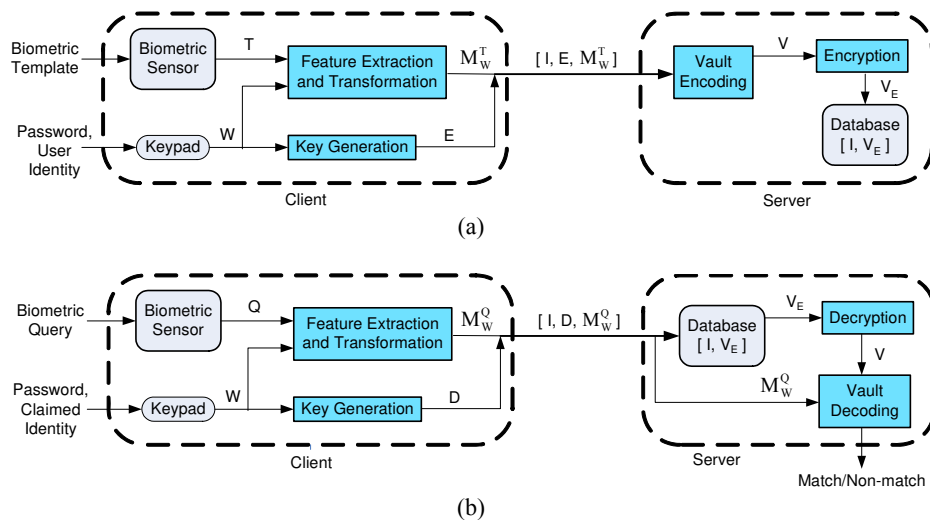 Biometric
Template
Biometric
Sensor
T
Feature Extraction
and Transformation
M_W^T
[ I, E, M_W^T ]
Vault
Encoding
V
Encryption
V_E
Database
[ I, V_E ]
Password,
User
Identity
Keypad
W
Key Generation
E
Client
Server
(a)
Biometric
Query
Biometric
Sensor
Q
Feature Extraction
and Transformation
M_W^Q
[ I, D, M_W^Q ]
Database
[ I, V_E ]
V_E
Decryption
V
M_W^Q
Vault
Decoding
Password,
Claimed
Identity
Keypad
W
Key Generation
D
Client
Server
Match/Non-match
(b)